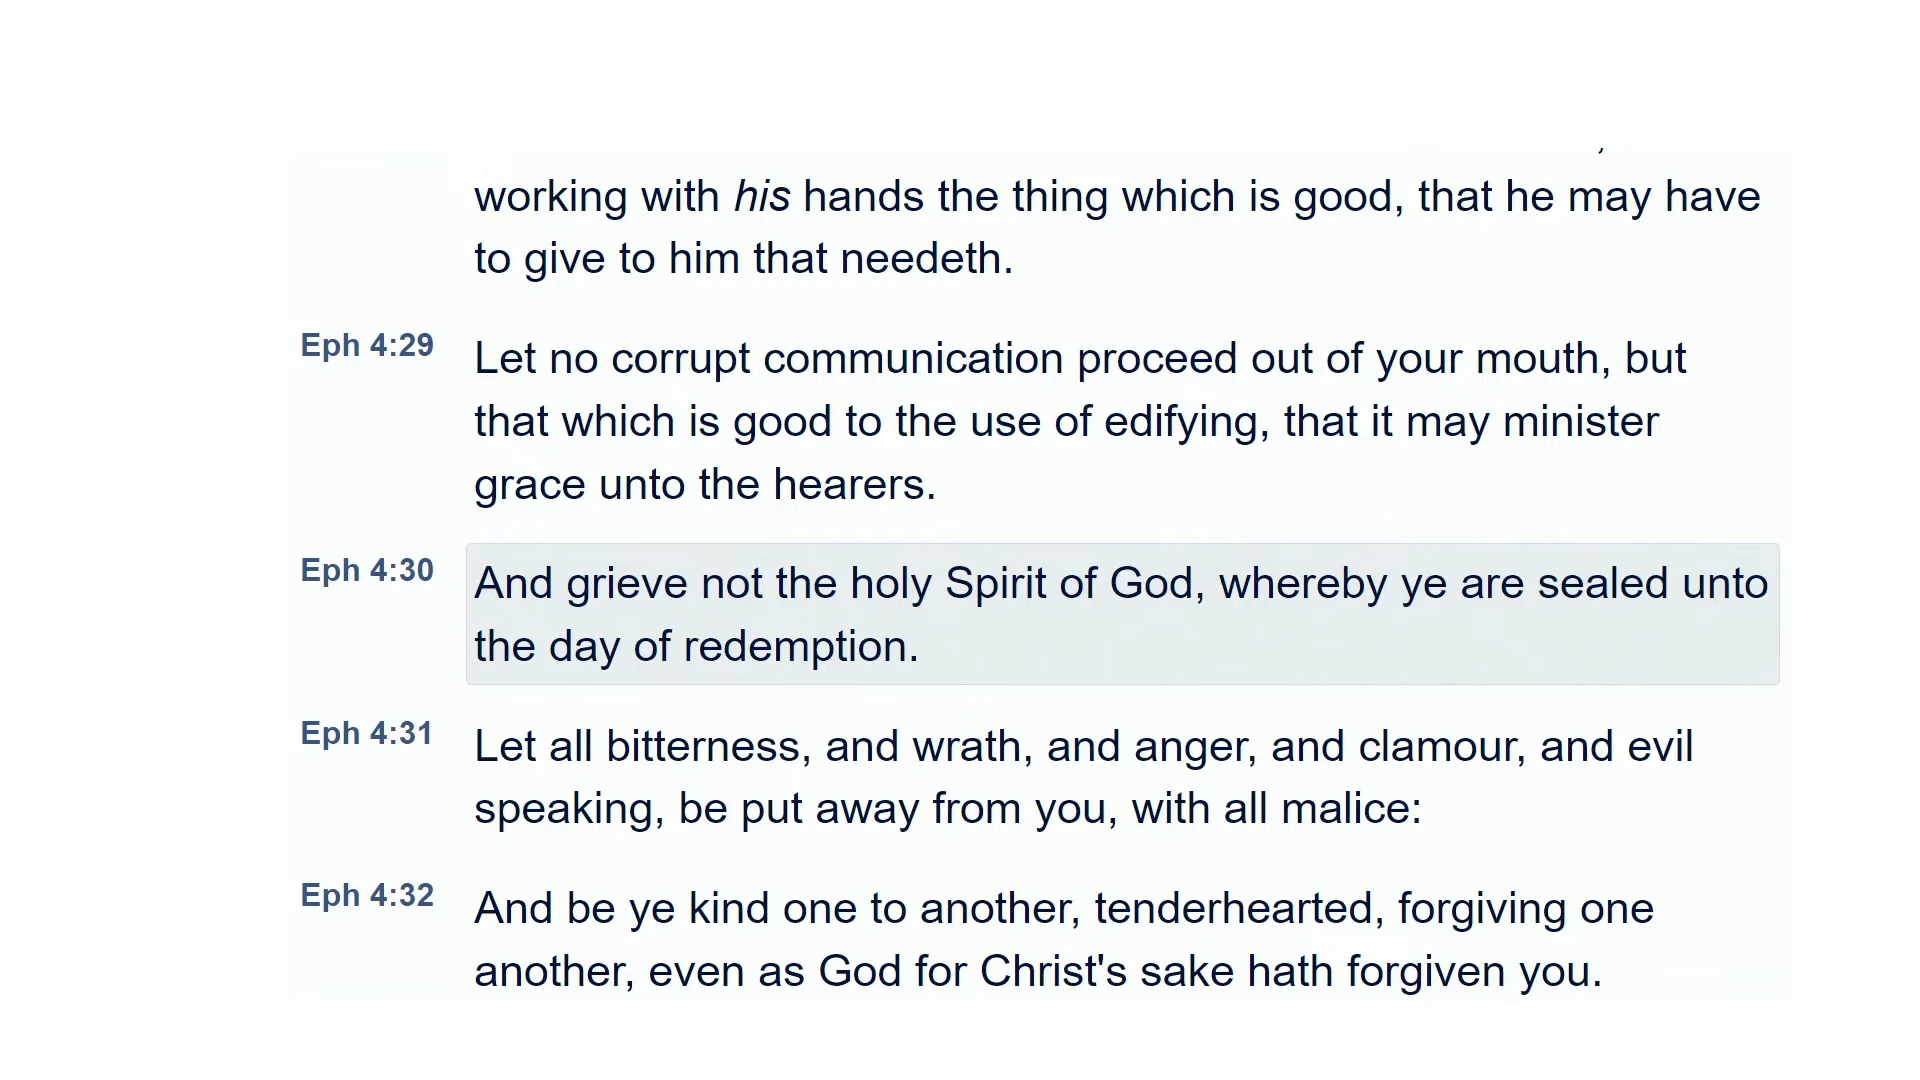 working with his hands the thing which is good, that he may have
to give to him that needeth.
Eph 4:29
Let no corrupt communication proceed out of your mouth, but
that which is good to the use of edifying, that it may minister
grace unto the hearers.
Eph 4:30
And grieve not the holy Spirit of God, whereby ye are sealed unto
the day of redemption.
Eph 4:31
Let all bitterness, and wrath, and anger, and clamour, and evil
speaking, be put away from you, with all malice:
Eph 4:32
And be ye kind one to another, tenderhearted, forgiving one
another, even as God for Christ's sake hath forgiven you.